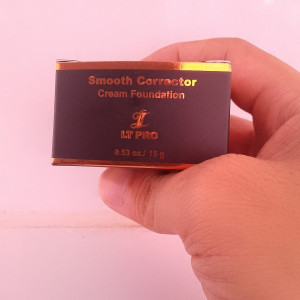 Smooth Corrector
Cream Foundation
LT PRO
0.53 oz./ 15 g